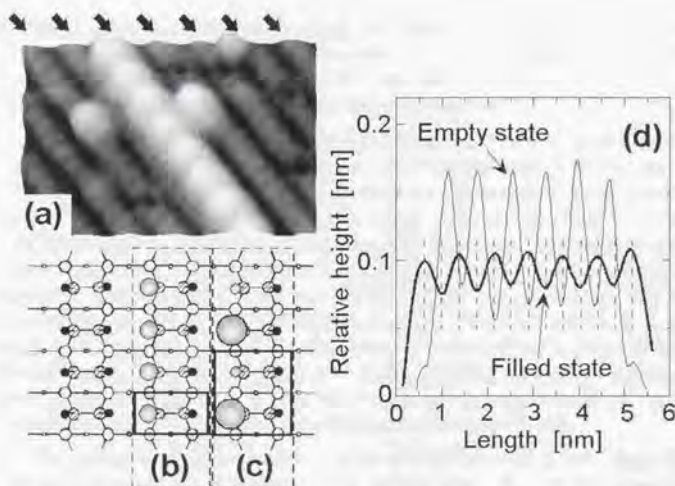 (a)
(b)
(c)
(d)
Empty state
Filled state
Relative height [nm]
0.2
0.1
0
0 1 2 3 4 5 6
Length [nm]